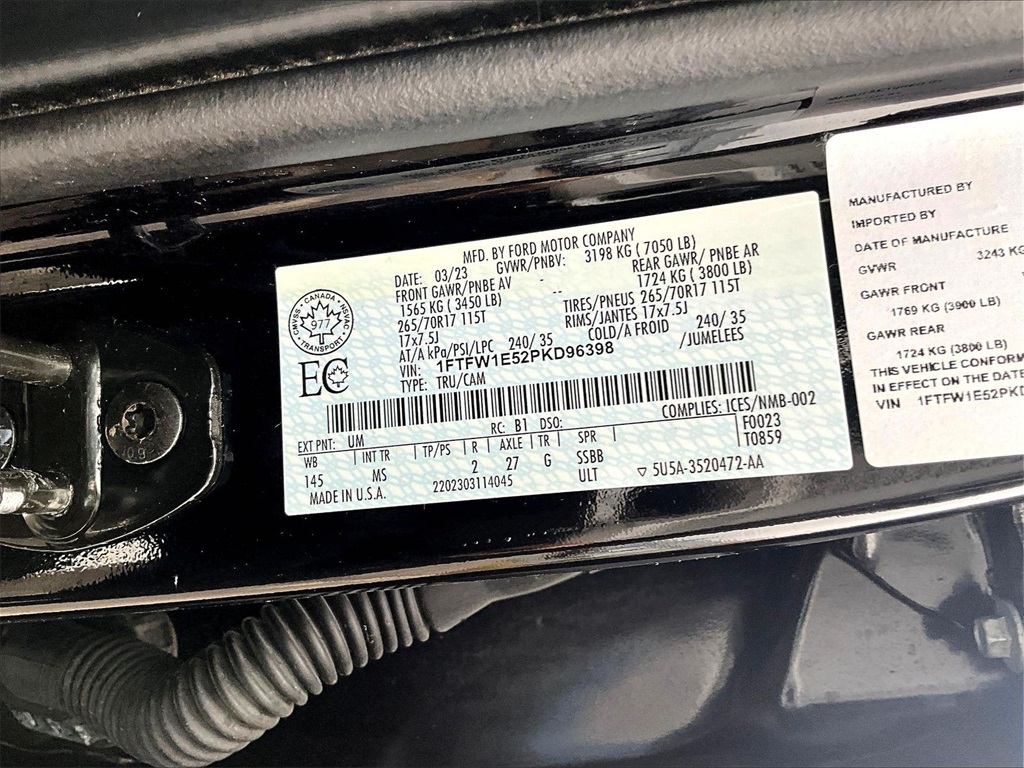 MFD. BY FORD MOTOR COMPANY
DATE: 03/23 GVWR/PNBV: 3198 KG ( 7050 LB)
FRONT GAWR/PNBE AV - REAR GAWR/ PNBE AR
1565 KG ( 3450 LB) -- 1724 KG ( 3800 LB)
265/70R17 115T TIRES/PNEUS 265/70R17 115T
17x7.5J RIMS/JANTES 17x7.5J
AT/A kPa/PSI/LPC 240/ 35 COLD/A FROID 240/ 35
VIN: 1FTFW1E52PKD96398 /JUMELEES
TYPE: TRU/CAM
CANADA
CMVSS
NSVAC
977
TRANSPORT
EC
COMPLIES: ICES/NMB-002
EXT PNT: UM RC: B1 DSO: F0023
WB INT TR TP/PS R AXLE TR SPR T0859
145 MS 2 27 G SSBB
MADE IN U.S.A. 2202303114045 ULT ▽ 5U5A-3520472-AA
MANUFACTURED BY
IMPORTED BY
DATE OF MANUFACTURE
GVWR 3243 KG
GAWR FRONT
1769 KG (3900 LB)
GAWR REAR
1724 KG (3800 LB)
THIS VEHICLE CONFORM
IN EFFECT ON THE DATE
VIN 1FTFW1E52PKD